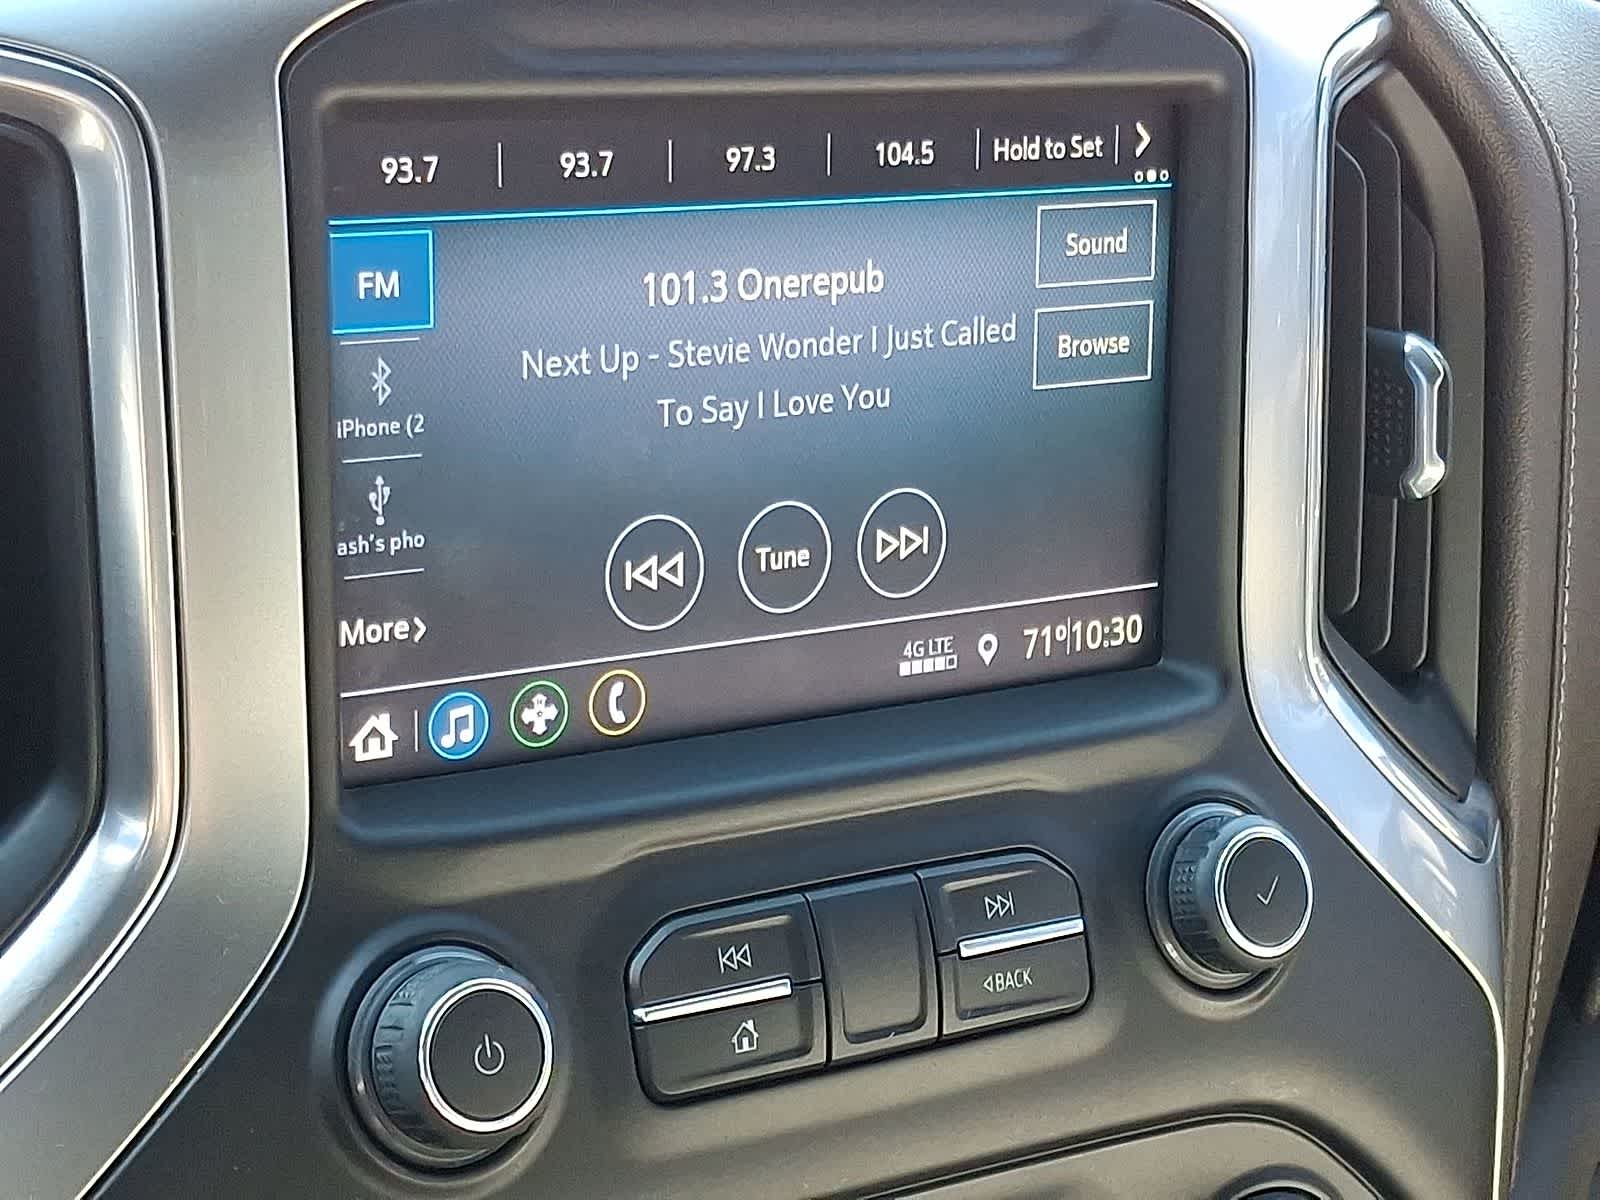 93.7 | 93.7 | 97.3 | 104.5 | Hold to Set |
FM
101.3 Onerepub
Sound
Next Up - Stevie Wonder I Just Called
To Say I Love You
Browse
iPhone (2
ash's pho
Tune
More
4G LTE
71°|10:30
BACK